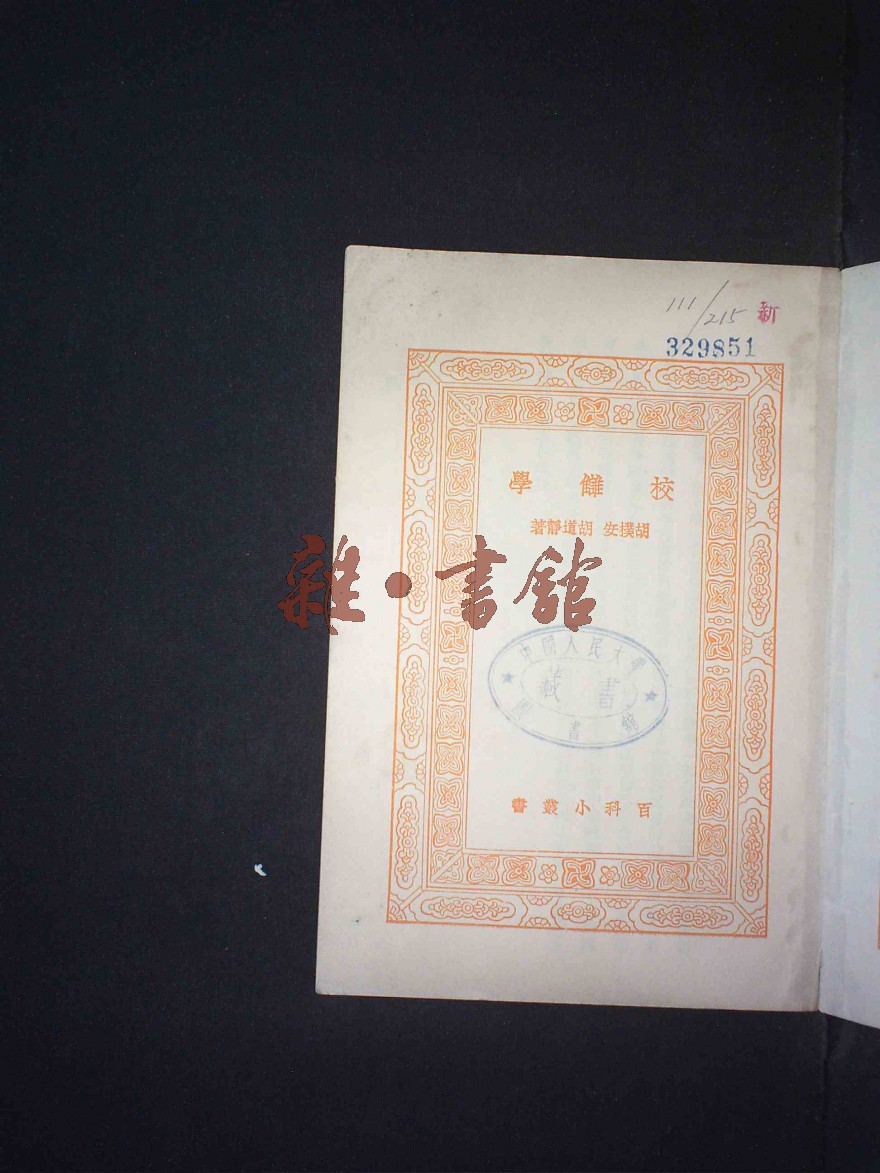 111/215 新
329851
校讎學
胡樸安 胡道靜著
雜·書館
中國人民大學
藏書
圖書館
百科小叢書